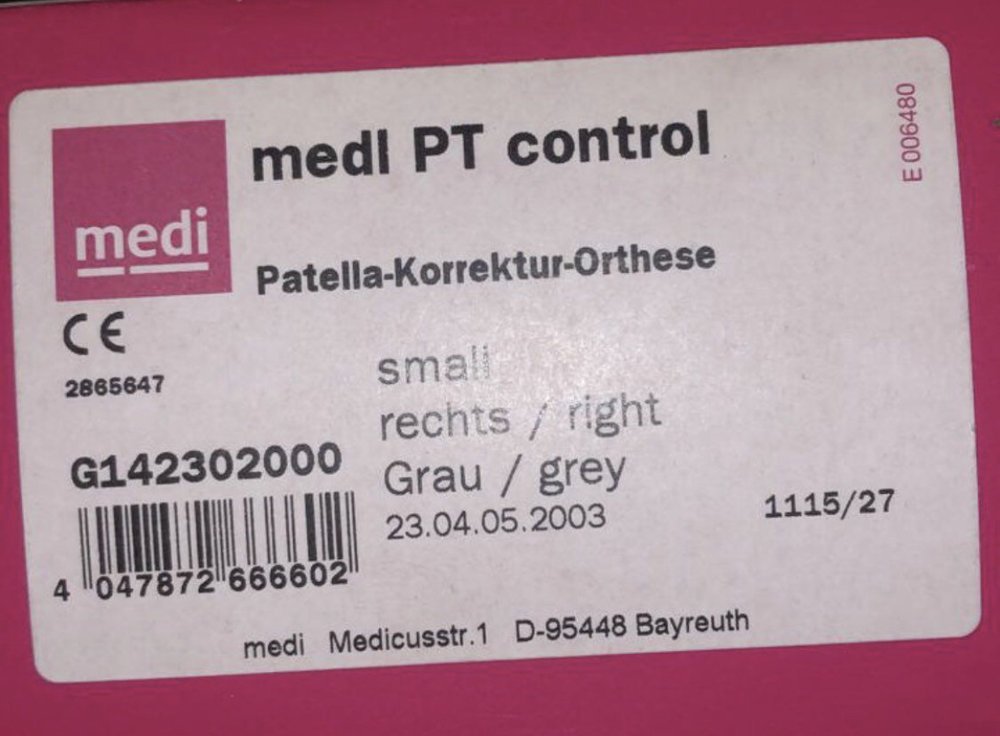 medi PT control
E 006480
medi
Patella-Korrektur-Orthese
CE
2865647
small
rechts / right
Grau / grey
23.04.05.2003
1115/27
G142302000
4 047872 666602
medi Medicusstr.1 D-95448 Bayreuth